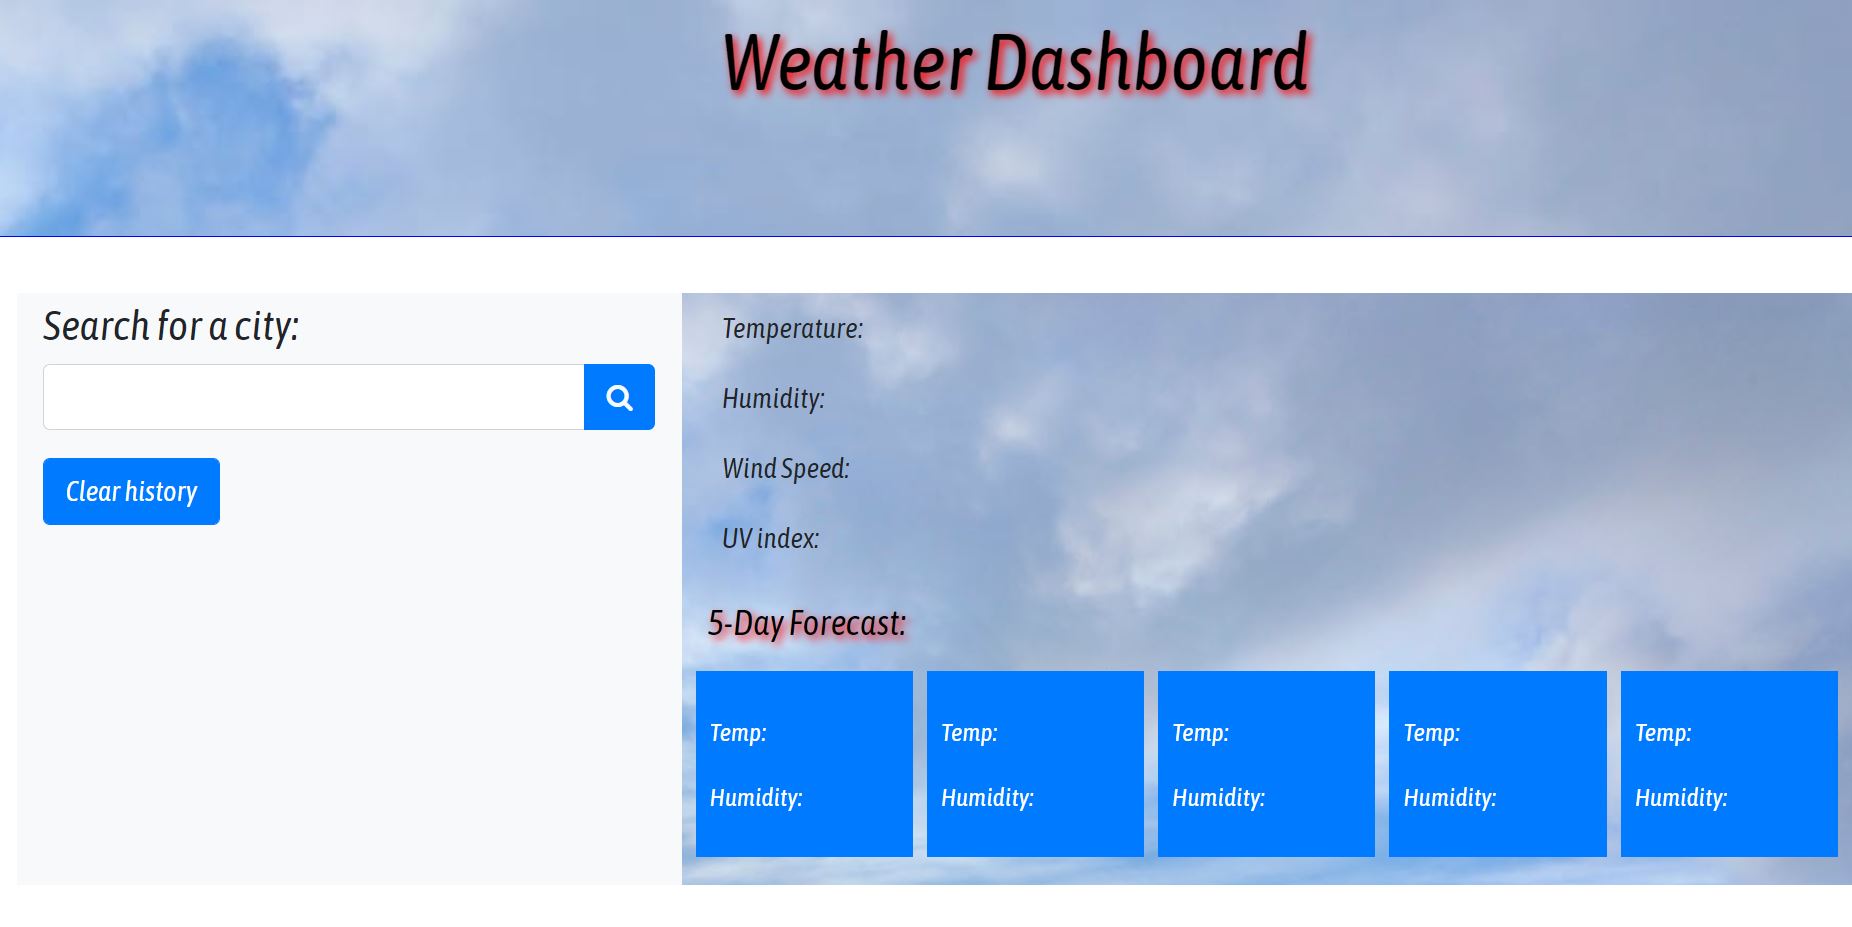 Weather Dashboard
Search for a city:
Clear history
Temperature:
Humidity:
Wind Speed:
UV index:
5-Day Forecast:
Temp:
Humidity:
Temp:
Humidity:
Temp:
Humidity:
Temp:
Humidity:
Temp:
Humidity: